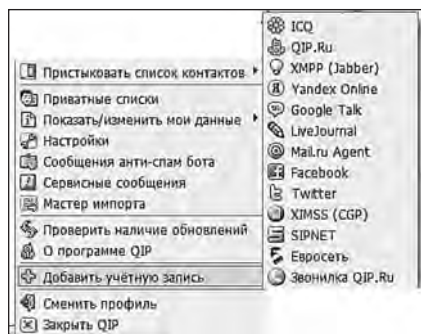 Пристыковать список контактов
Приватные списки
Показать/изменить мои данные
Настройки
Сообщения анти-спам бота
Сервисные сообщения
Мастер импорта
Проверить наличие обновлений
О программе QIP
Добавить учётную запись
Сменить профиль
Закрыть QIP
ICQ
QIP.Ru
XMPP (Jabber)
Yandex Online
Google Talk
LiveJournal
Mail.ru Agent
Facebook
Twitter
XIMSS (CGP)
SIPNET
Евросеть
Звонилка QIP.Ru